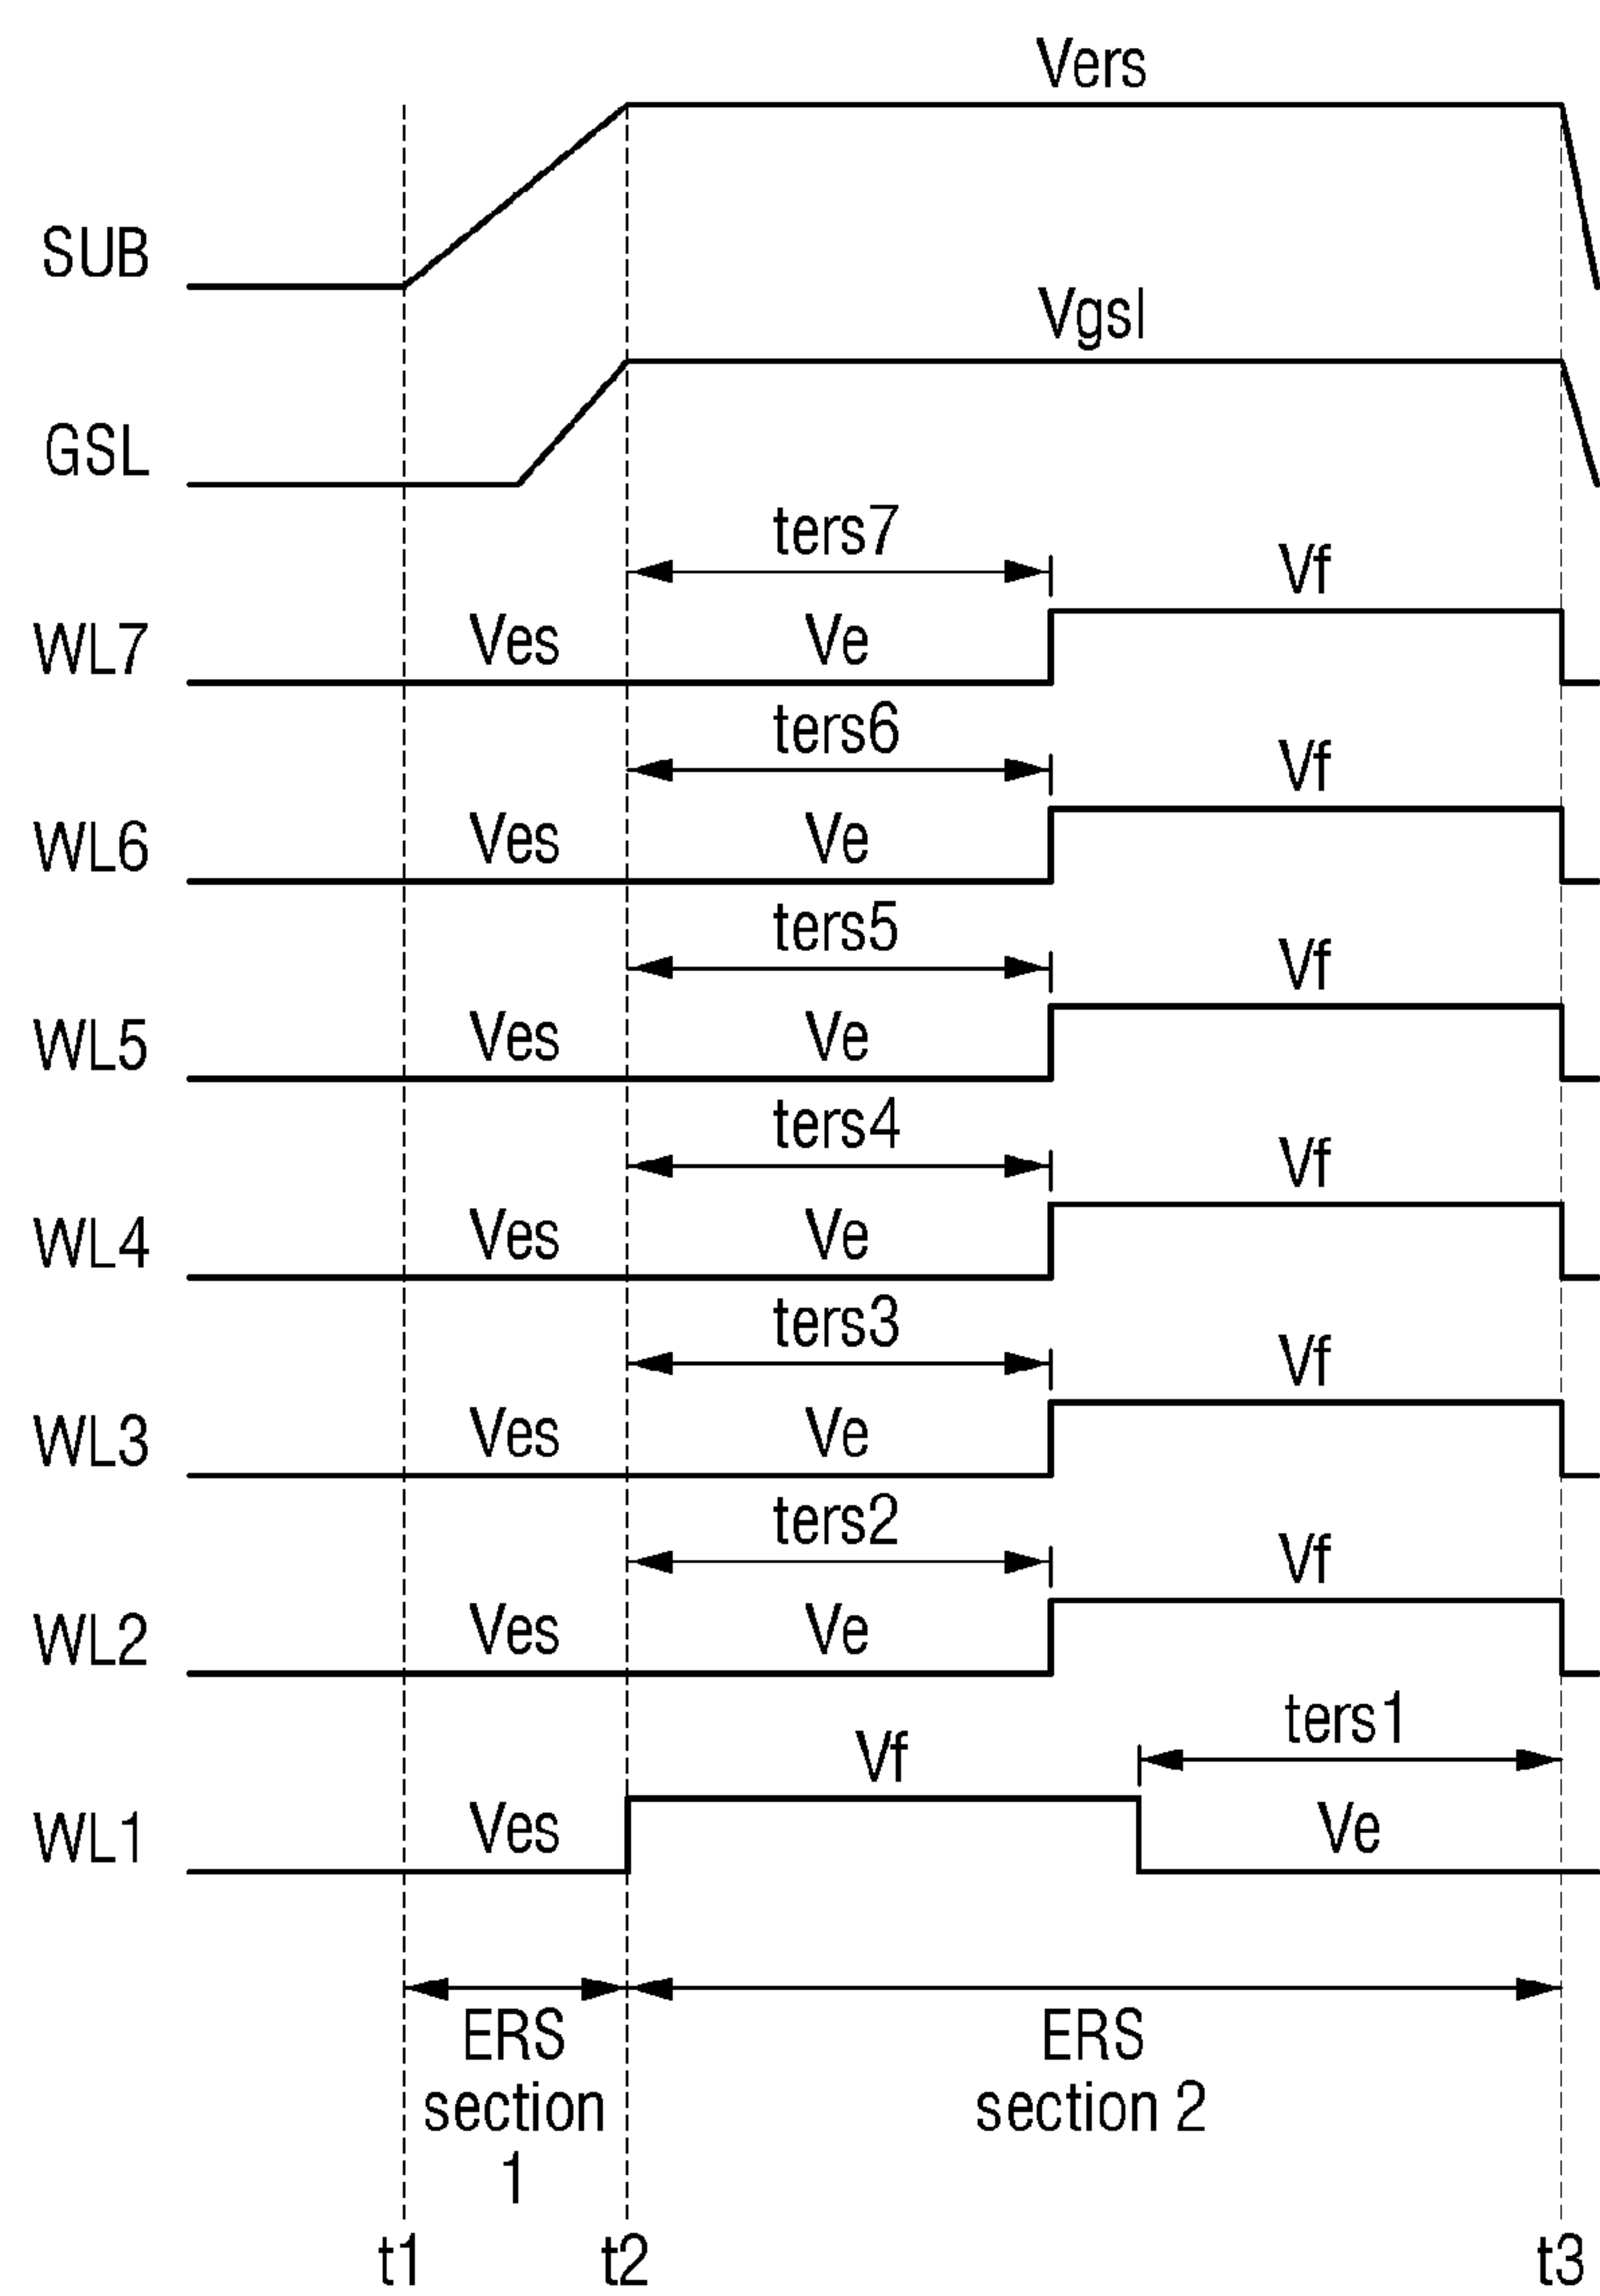 Vers
SUB
Vgsl
GSL
ters7
Vf
WL7 Ves Ve
ters6
Vf
WL6 Ves Ve
ters5
Vf
WL5 Ves Ve
ters4
Vf
WL4 Ves Ve
ters3
Vf
WL3 Ves Ve
ters2
Vf
WL2 Ves Ve
ters1
Vf
WL1 Ves Ve
ERS
section
1
ERS
section 2
t1 t2 t3